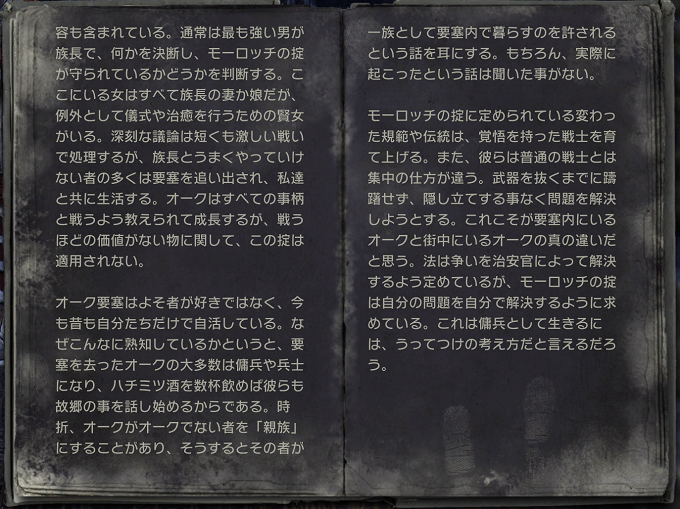 容も含まれている。通常は最も強い男が
族長で、何かを決断し、モーロッチの掟
が守られているかどうかを判断する。こ
こにいる女はすべて族長の妻か娘だが、
例外として儀式や治癒を行うための賢女
がいる。深刻な議論は短くも激しい戦い
で処理するが、族長とうまくやっていけ
ない者の多くは要塞を追い出され、私達
と共に生活する。オークはすべての事柄
と戦うよう教えられて成長するが、戦う
ほどの価値がない物に関して、この掟は
適用されない。

オーク要塞はよそ者が好きではなく、今
も昔も自分たちだけで自活している。な
ぜこんなに熟知しているかというと、要
塞を去ったオークの大多数は傭兵や兵士
になり、ハチミツ酒を数杯飲めば彼らも
故郷の事を話し始めるからである。時
折、オークがオークでない者を「親族」
にすることがあり、そうするとその者が
一族として要塞内で暮らすのを許される
という話を耳にする。もちろん、実際に
起こったという話は聞いた事がない。

モーロッチの掟に定められている変わっ
た規範や伝統は、覚悟を持った戦士を育
て上げる。また、彼らは普通の戦士とは
集中の仕方が違う。武器を抜くまでに躊
躇せず、隠し立てする事なく問題を解決
しようとする。これこそが要塞内にいる
オークと街中にいるオークの真の違いだ
と思う。法は争いを治安官によって解決
するよう定めているが、モーロッチの掟
は自分の問題を自分で解決するように求
めている。これは傭兵として生きるに
は、うってつけの考え方だと言えるだろ
う。